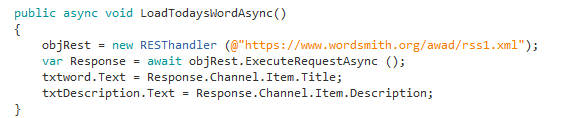 public async void LoadTodaysWordAsync()
{
    objRest = new RESThandler (@"https://www.wordsmith.org/awad/rss1.xml");
    var Response = await objRest.ExecuteRequestAsync ();
    txtword.Text = Response.Channel.Item.Title;
    txtDescription.Text = Response.Channel.Item.Description;
}